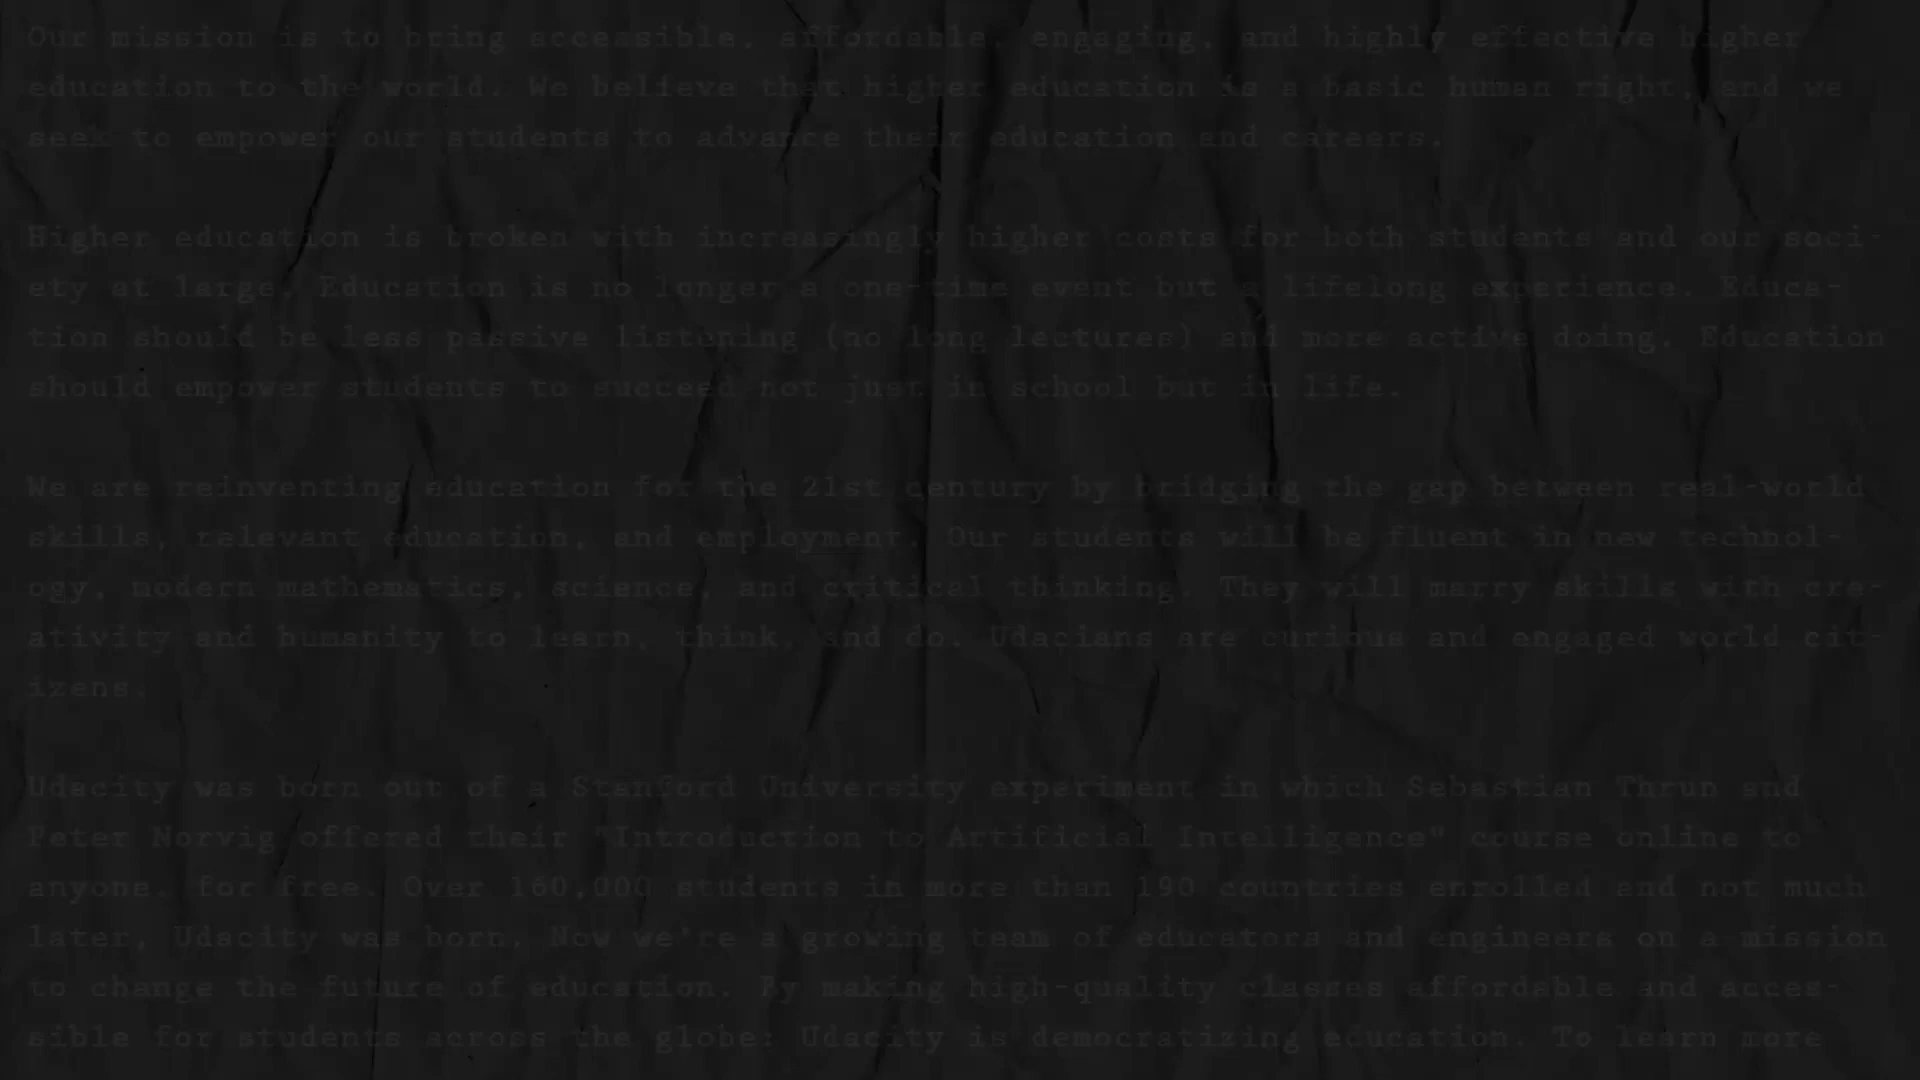 Our mission is to bring accessible, affordable, engaging, and highly effective higher
education to the world. We believe that higher education is a basic human right, and we
seek to empower our students to advance their education and careers.
Higher education is broken with increasingly higher costs for both students and our soci-
ety at large. Education is no longer a one-time event but a lifelong experience. Educa-
tion should be less passive listening (no long lectures) and more active doing. Education
should empower students to succeed not just in school but in life.
We are reinventing education for the 21st century by bridging the gap between real-world
skills, relevant education, and employment. Our students will be fluent in new technol-
ogy, modern mathematics, science, and critical thinking. They will marry skills with cre-
ativity and humanity to learn, think, and do. Udacians are curious and engaged world cit-
izens.
Udacity was born out of a Stanford University experiment in which Sebastian Thrun and
Peter Norvig offered their "Introduction to Artificial Intelligence" course online to
anyone, for free. Over 160,000 students in more than 190 countries enrolled and not much
later, Udacity was born. Now we're a growing team of educators and engineers on a mission
to change the future of education. By making high-quality classes affordable and acces-
sible for students across the globe: Udacity is democratizing education. To learn more